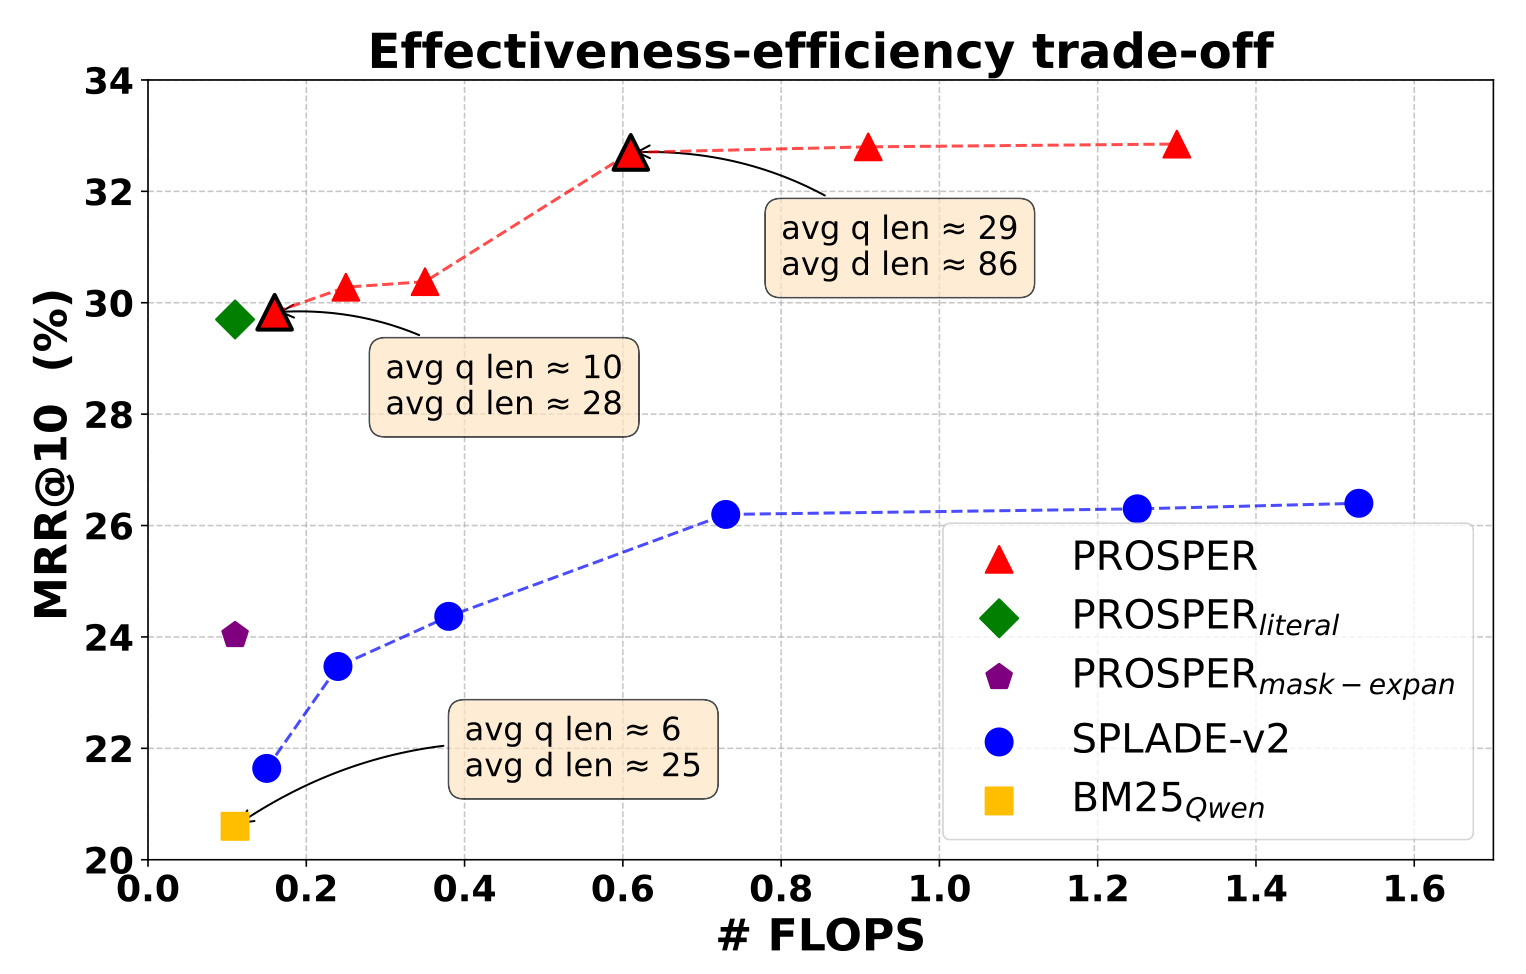 Effectiveness-efficiency trade-off
34
32
30
28
26
24
22
20
MRR@10 (%)
avg q len ≈ 29
avg d len ≈ 86
avg q len ≈ 10
avg d len ≈ 28
avg q len ≈ 6
avg d len ≈ 25
PROSPER
PROSPERliteral
PROSPERmask − expan
SPLADE-v2
BM25Qwen
0.0 0.2 0.4 0.6 0.8 1.0 1.2 1.4 1.6
# FLOPS